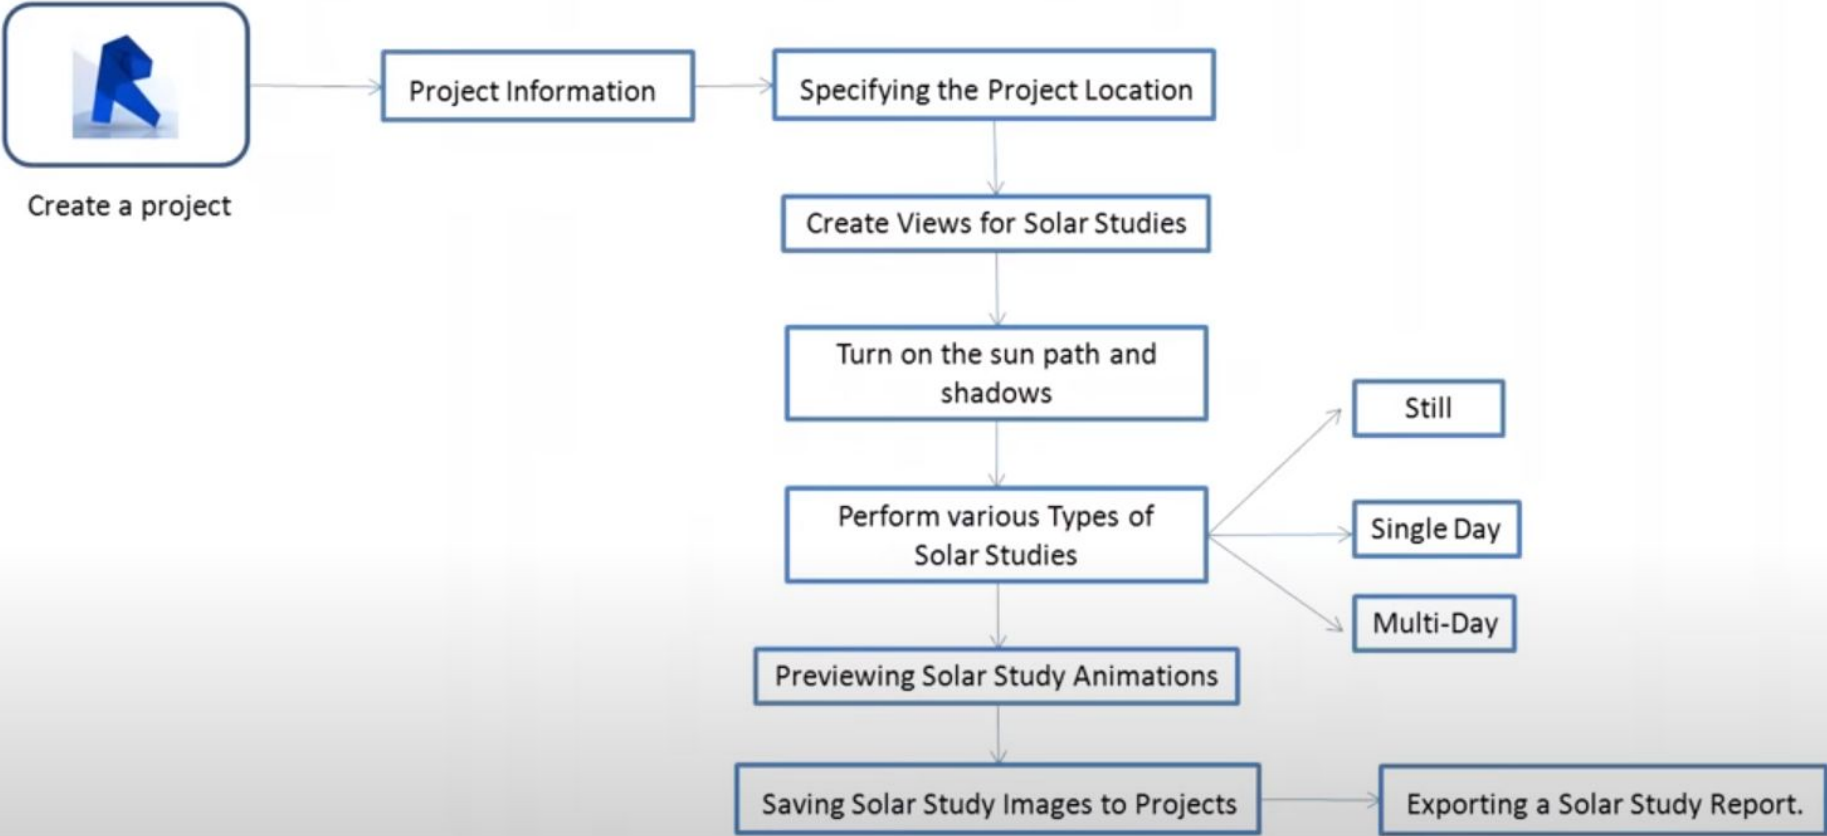 Create a project
Project Information
Specifying the Project Location
Create Views for Solar Studies
Turn on the sun path and
shadows
Perform various Types of
Solar Studies
Still
Single Day
Multi-Day
Previewing Solar Study Animations
Saving Solar Study Images to Projects
Exporting a Solar Study Report.